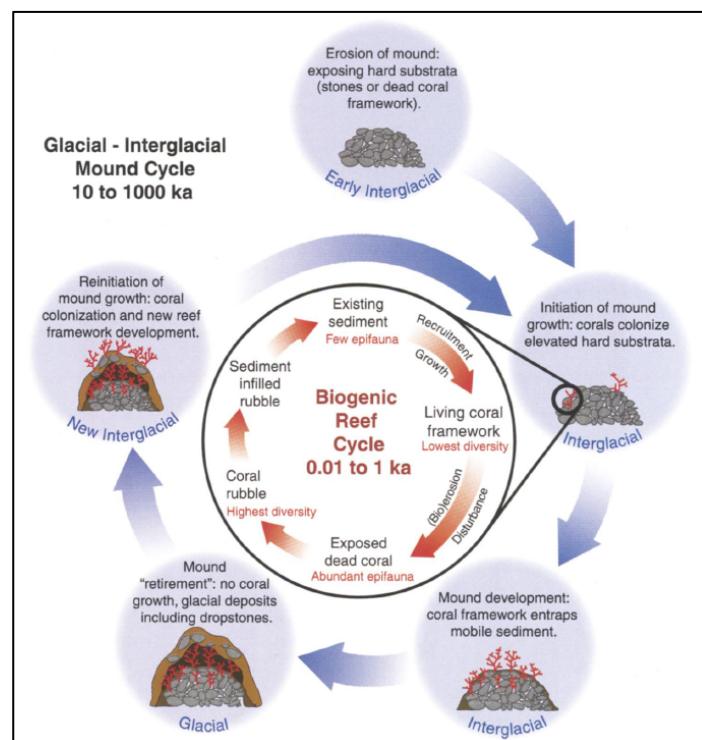 Erosion of mound:
exposing hard substrata
(stones or dead coral
framework).
Early Interglacial
Glacial - Interglacial
Mound Cycle
10 to 1000 ka
Reinitiation of
mound growth: coral
colonization and new reef
framework development.
New Interglacial
Initiation of mound
growth: corals colonize
elevated hard substrata.
Interglacial
Existing
sediment
Few epifauna
Recruitment
Growth
Living coral
framework
Lowest diversity
(Bio)erosion
Disturbance
Exposed
dead coral
Abundant epifauna
Coral
rubble
Highest diversity
Sediment
infilled
rubble
Biogenic
Reef
Cycle
0.01 to 1 ka
Mound
"retirement": no coral
growth, glacial deposits
including dropstones.
Glacial
Mound development:
coral framework entraps
mobile sediment.
Interglacial